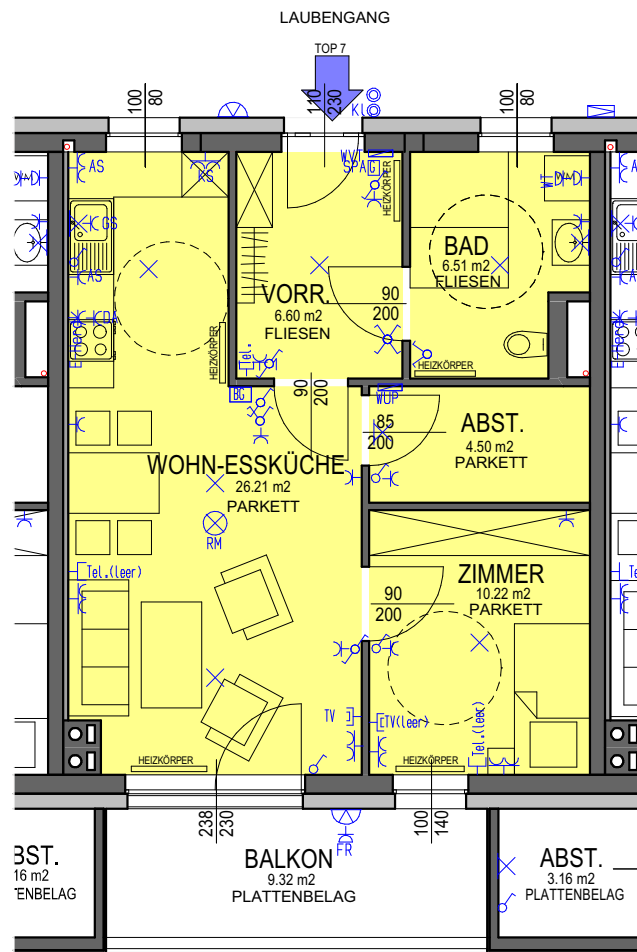 LAUBENGANG
TOP 7
100
80
110
230
KL
100
80
AS
KS
WVT
SPAG
HEIZKÖRPER
WT
GS
BAD
6.51 m2
FLIESEN
AS
VORR.
6.60 m2
FLIESEN
90
200
DA
E-Herd
HEIZKÖRPER
Tel.
HEIZKÖRPER
BG
90
200
WUP
85
200
ABST.
4.50 m2
PARKETT
WOHN-ESSKÜCHE
26.21 m2
PARKETT
RM
Tel.(leer)
ZIMMER
10.22 m2
PARKETT
90
200
TV
TV(leer)
Tel.(leer)
HEIZKÖRPER
HEIZKÖRPER
238
230
100
140
FR
BST.
16 m2
TENBELAG
BALKON
9.32 m2
PLATTENBELAG
ABST.
3.16 m2
PLATTENBELAG